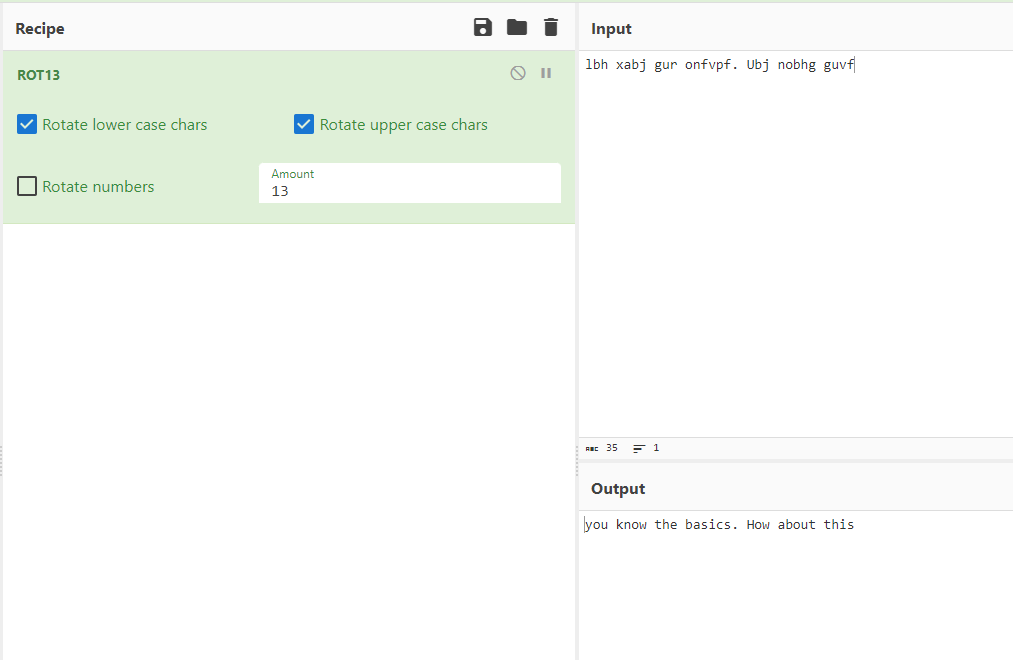 Recipe
ROT13
Rotate lower case chars
Rotate upper case chars
Rotate numbers
Amount
13
Input
lbh xabj gur onfvpf. Ubj nobhg guvf
ABC 35 1
Output
you know the basics. How about this